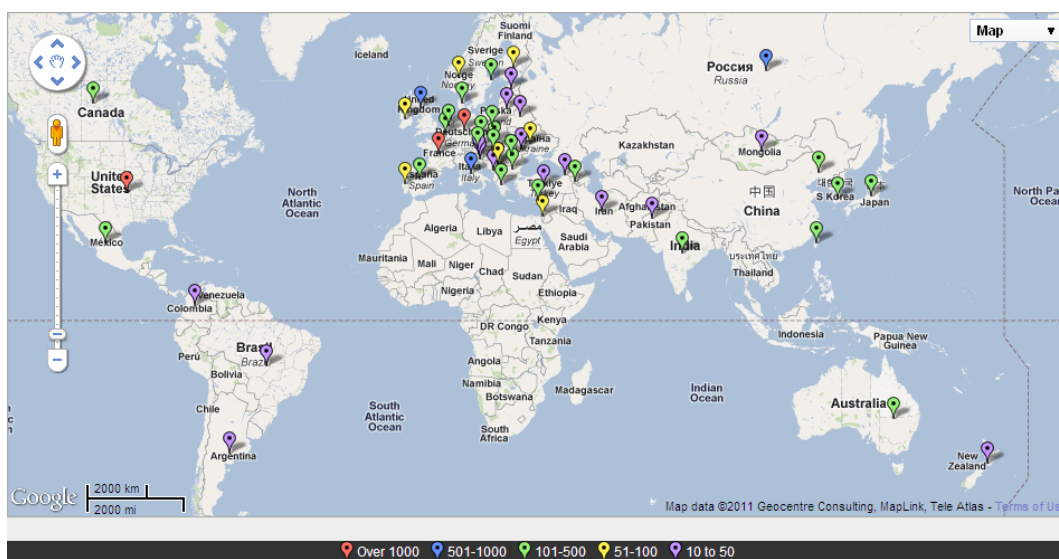 Map ▼
Iceland
Suomi
Finland
Sverige
Sweden
Norge
Norway
Россия
Russia
Canada
United
Kingdom
Polska
Deutschland
Germany
France
Italia
Italy
Ukraine
España
Spain
Kazakhstan
Mongolia
United
States
North
Atlantic
Ocean
Türkiye
Turkey
Iraq
Iran
Afghanistan
Pakistan
中国
China
S Korea
Japan
North Pa
Ocean
México
Algeria
Libya
مصر
Egypt
Saudi
Arabia
India
ประเทศไทย
Thailand
Mauritania
Mali
Niger
Chad
Sudan
Nigeria
Ethiopia
Venezuela
Colombia
DR Congo
Kenya
Tanzania
Indonesia
Papua New
Guinea
Perú
Brasil
Brazil
Bolivia
Angola
Namibia
Botswana
Madagascar
Indian
Ocean
Chile
South
Atlantic
Ocean
South
Africa
Australia
Argentina
New
Zealand
Google
2000 km
2000 mi
Map data ©2011 Geocentre Consulting, MapLink, Tele Atlas - Terms of Us
Over 1000 501-1000 101-500 51-100 10 to 50